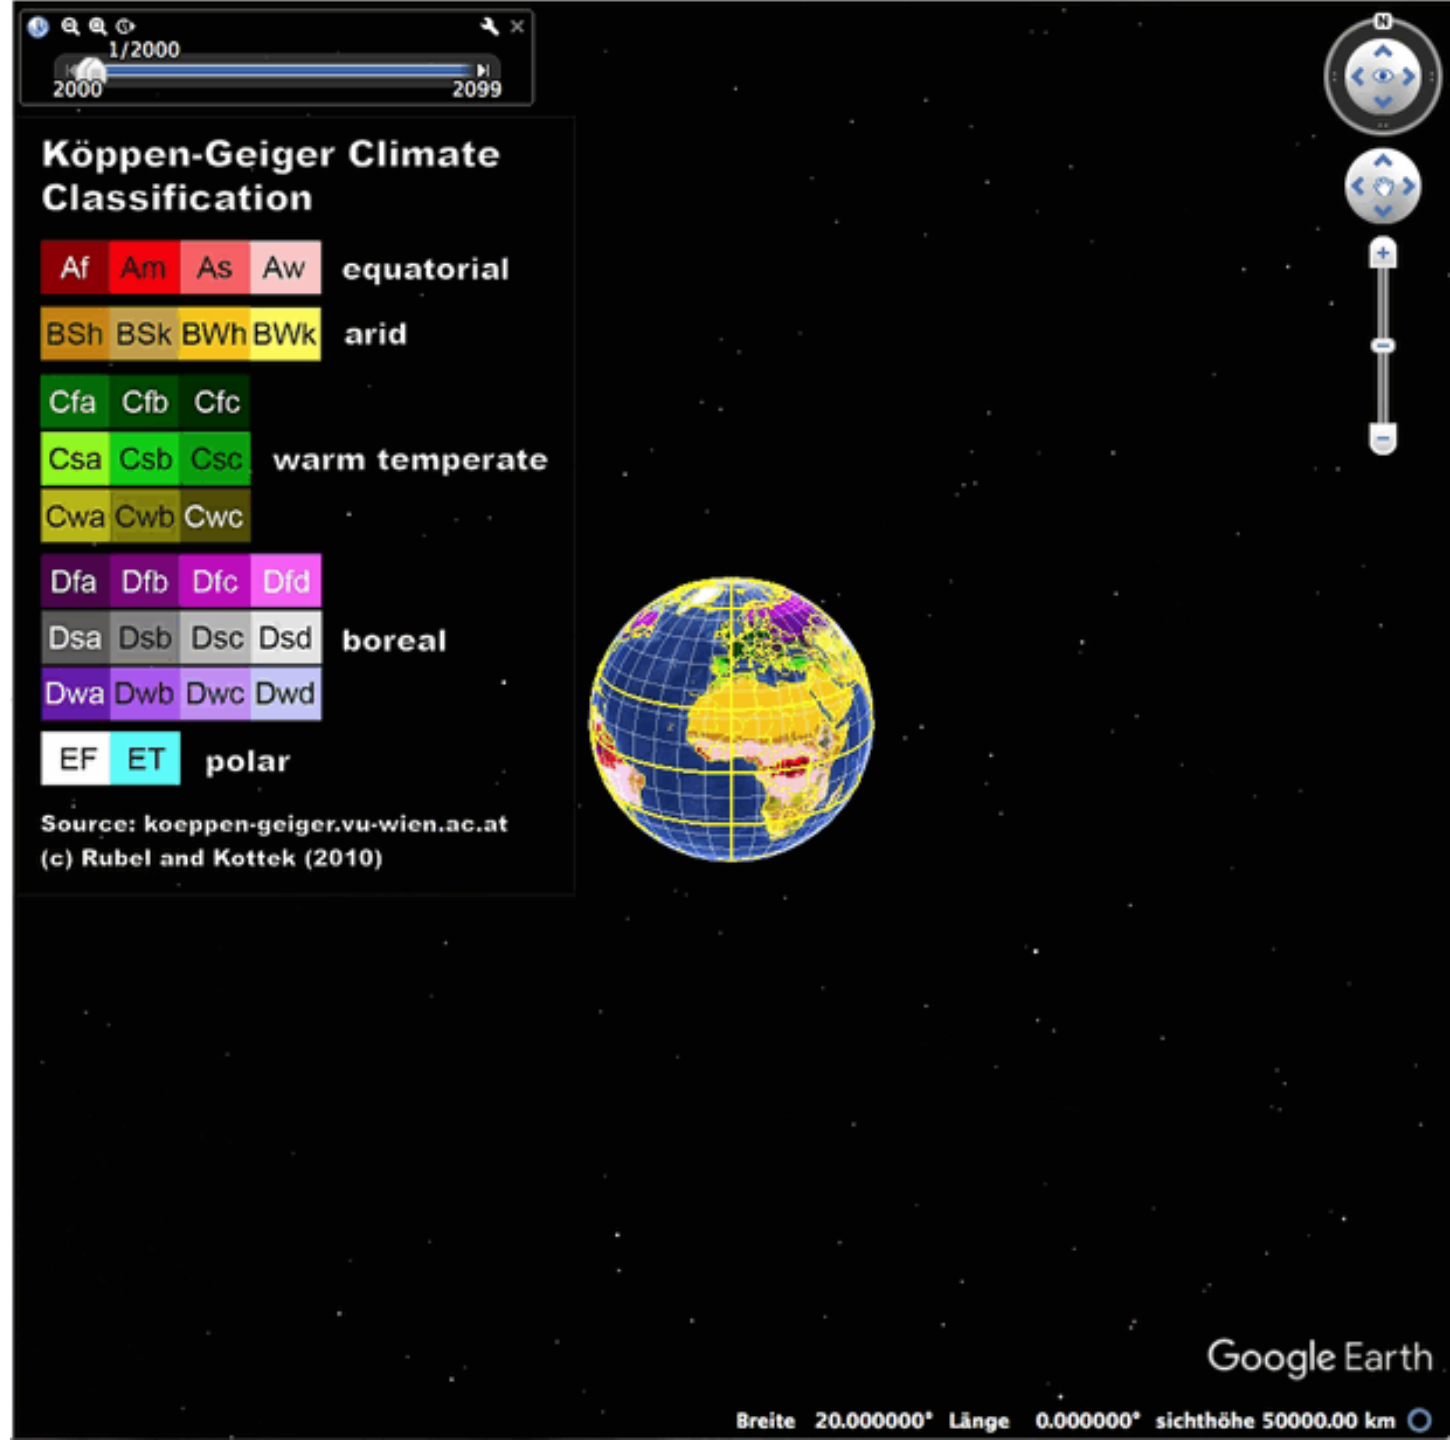 1/2000
2000 2099
N
Köppen-Geiger Climate
Classification
Af Am As Aw equatorial
BSh BSk BWh BWk arid
Cfa Cfb Cfc
Csa Csb Csc warm temperate
Cwa Cwb Cwc
Dfa Dfb Dfc Dfd
Dsa Dsb Dsc Dsd boreal
Dwa Dwb Dwc Dwd
EF ET polar
Source: koeppen-geiger.vu-wien.ac.at
(c) Rubel and Kottek (2010)
Google Earth
Breite 20.000000° Länge 0.000000° sichthöhe 50000.00 km